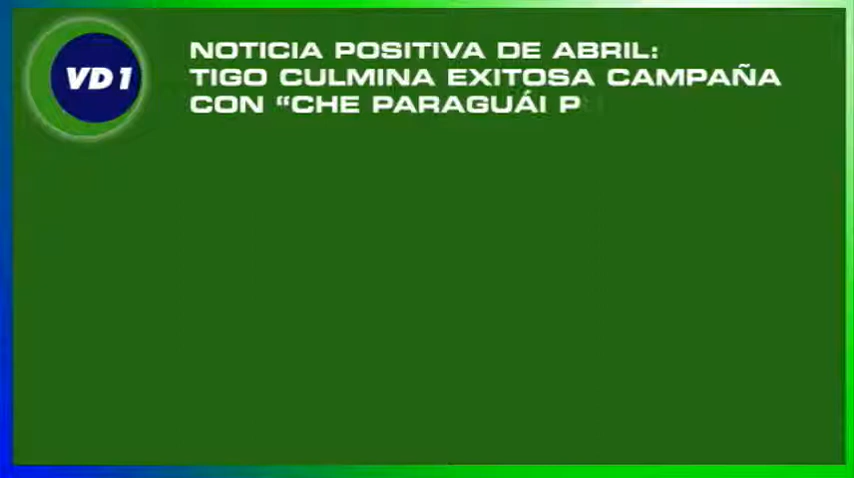 VD1
NOTICIA POSITIVA DE ABRIL:
TIGO CULMINA EXITOSA CAMPAÑA
CON “CHE PARAGUÁI P